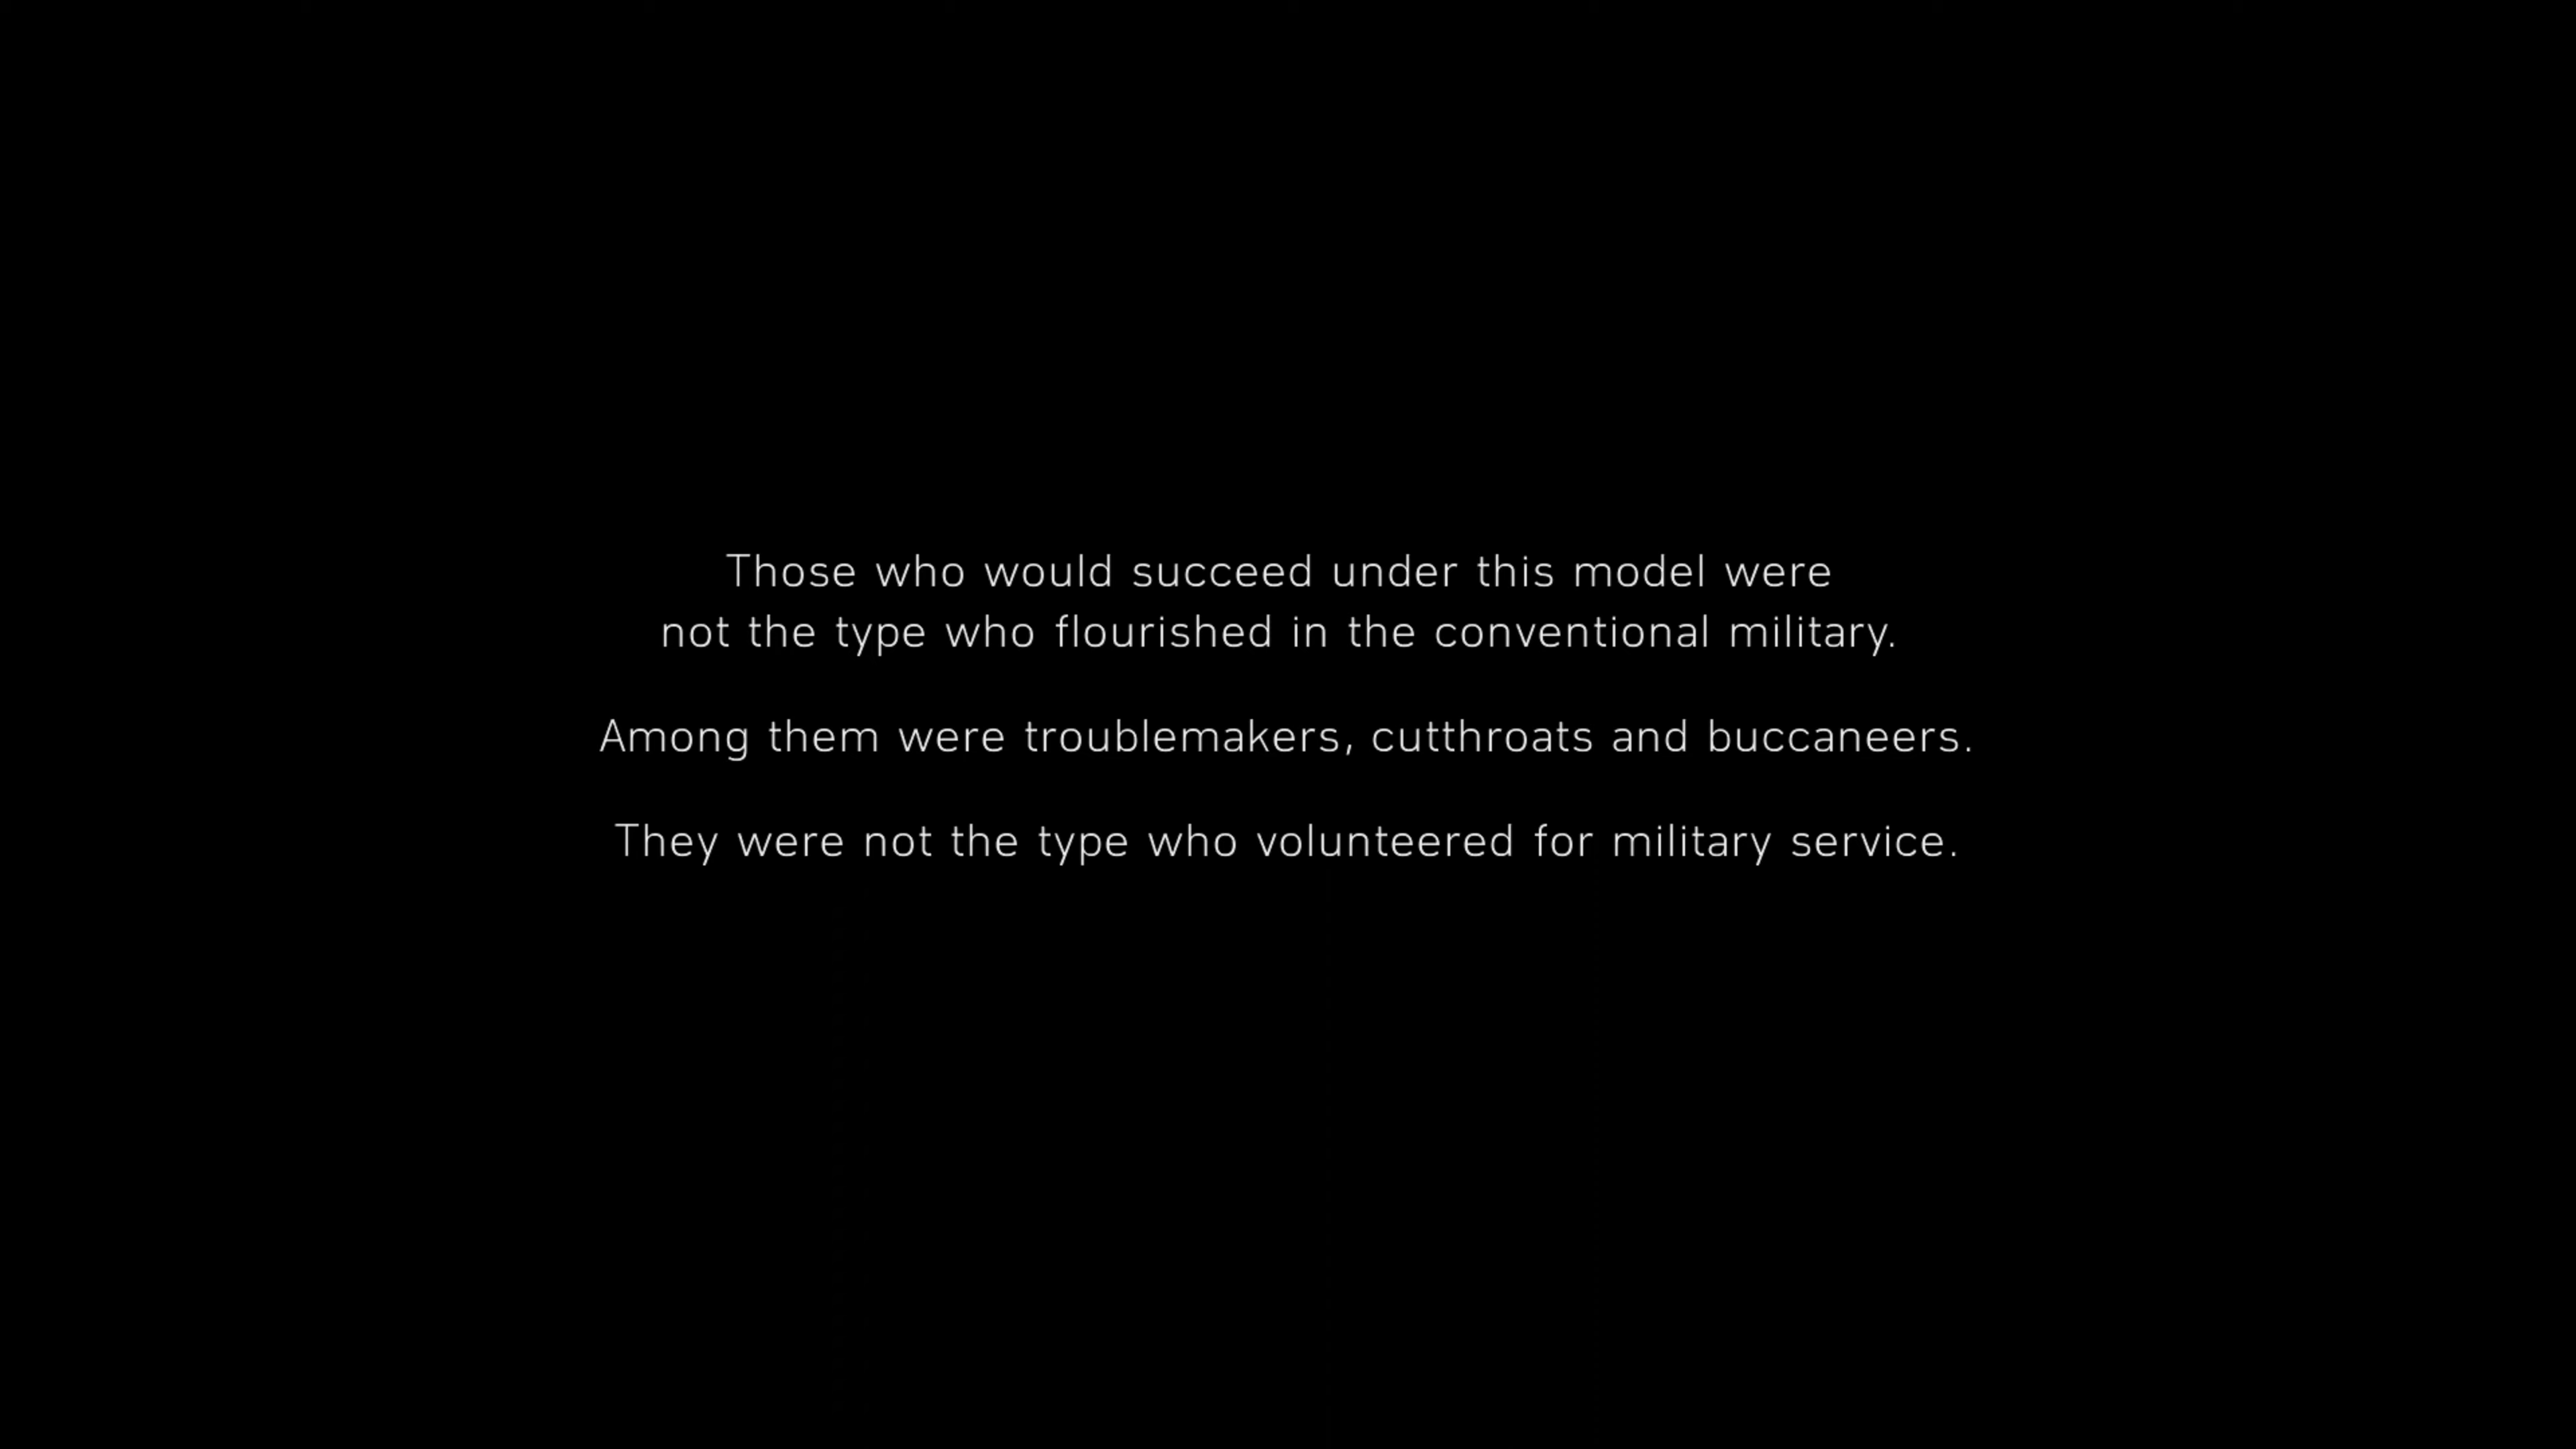 Those who would succeed under this model were
not the type who flourished in the conventional military.
Among them were troublemakers, cutthroats and buccaneers.
They were not the type who volunteered for military service.